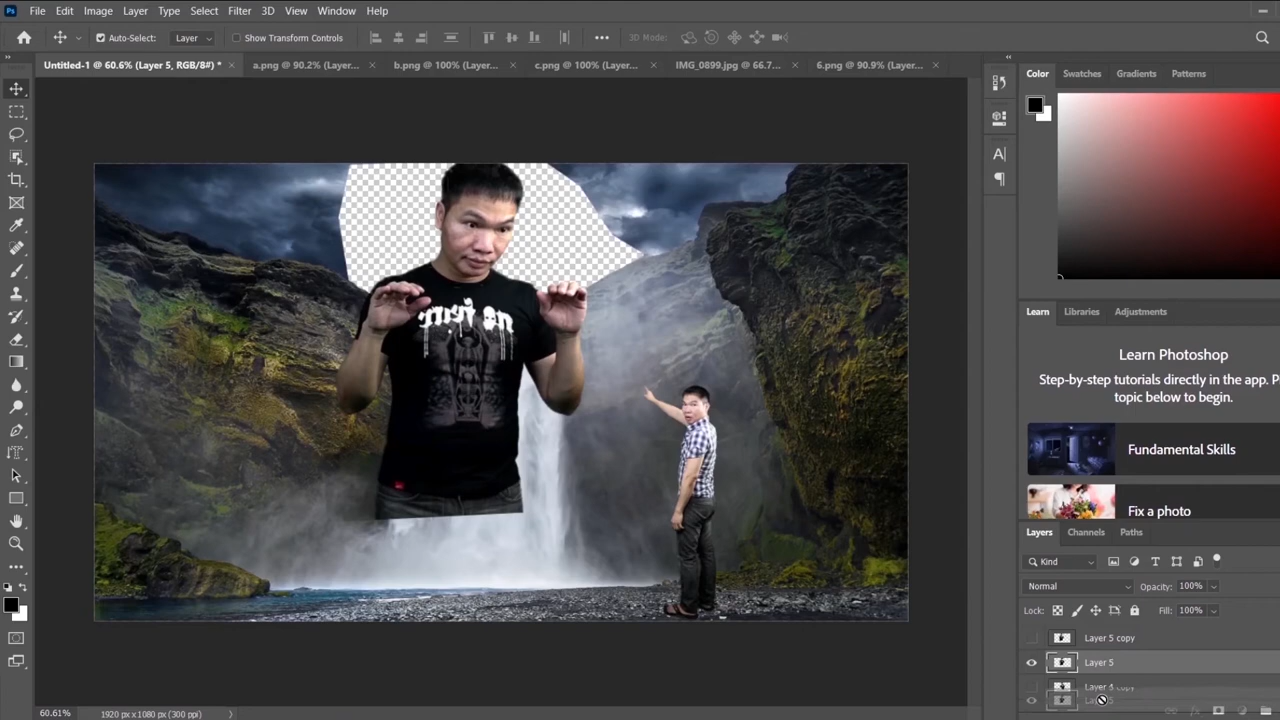 Ps File Edit Image Layer Type Select Filter 3D View Window Help
Auto-Select: Layer Show Transform Controls 3D Mode:
Untitled-1 @ 60.6% (Layer 5, RGB/8#) * × a.png @ 90.2% (Layer... × b.png @ 100% (Layer... × c.png @ 100% (Layer... × IMG_0899.jpg @ 66.7... × 6.png @ 90.9% (Layer... ×
Color Swatches Gradients Patterns
Learn Libraries Adjustments
Learn Photoshop
Step-by-step tutorials directly in the app. P
topic below to begin.
Fundamental Skills
Fix a photo
Layers Channels Paths
Kind
Normal Opacity: 100%
Lock: Fill: 100%
Layer 5 copy
Layer 5
Layer 4 copy
60.61% 1920 px x 1080 px (300 ppi)